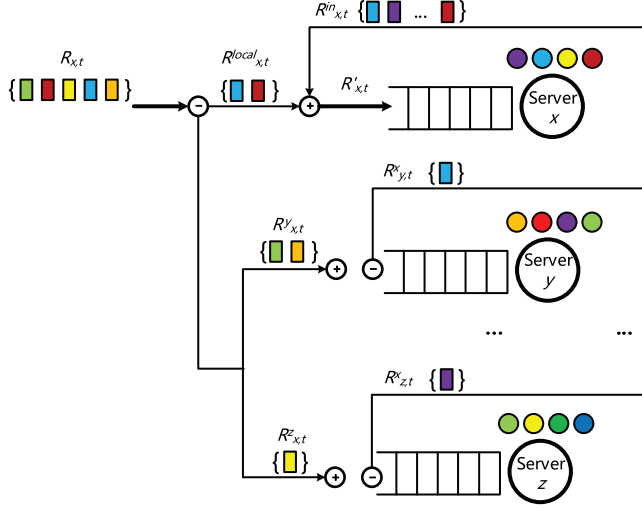 R^in_x,t { ... }
R_x,t
{ }
R^local_x,t
{ }
R'_x,t
Server
x
R^x_y,t { }
R^y_x,t
{ }
Server
y
... ...
R^x_z,t { }
R^z_x,t
{ }
Server
z